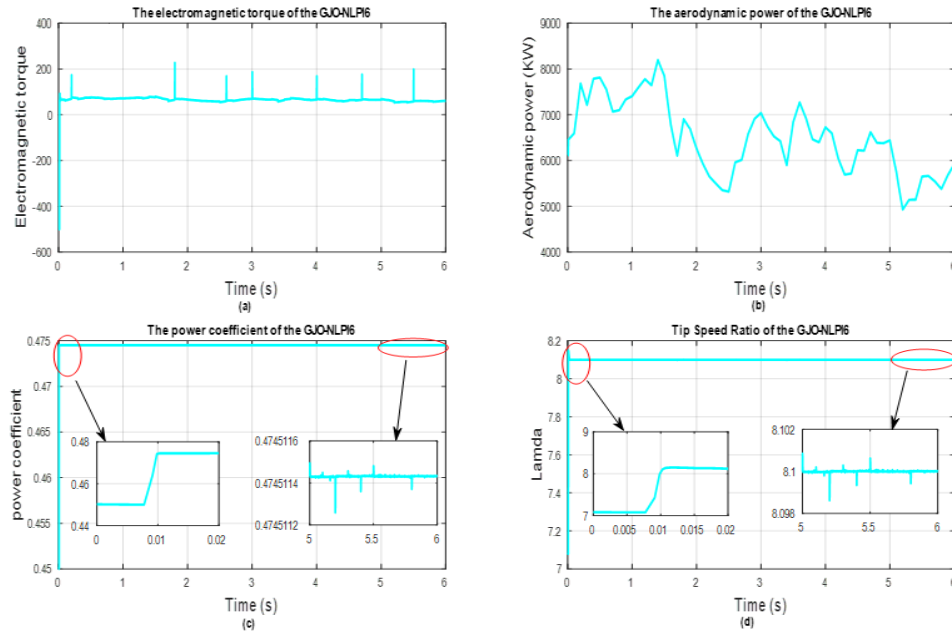 The electromagnetic torque of the GJO-NLPI6
400
200
0
-200
-400
-600
Electromagnetic torque
0 1 2 3 4 5 6
Time (s)
(a)
The aerodynamic power of the GJO-NLPI6
9000
8000
7000
6000
5000
4000
Aerodynamic power (KW)
0 1 2 3 4 5 6
Time (s)
(b)
The power coefficient of the GJO-NLPI6
0.475
0.47
0.465
0.46
0.455
0.45
power coefficient
0.48
0.46
0.44
0 0.01 0.02
0.4745116
0.4745114
0.4745112
5 5.5 6
0 1 2 3 4 5 6
Time (s)
(c)
Tip Speed Ratio of the GJO-NLPI6
8.2
8
7.8
7.6
7.4
7.2
7
Lamda
9
8
7
0 0.005 0.01 0.015 0.02
8.102
8.1
8.098
5 5.5 6
0 1 2 3 4 5 6
Time (s)
(d)